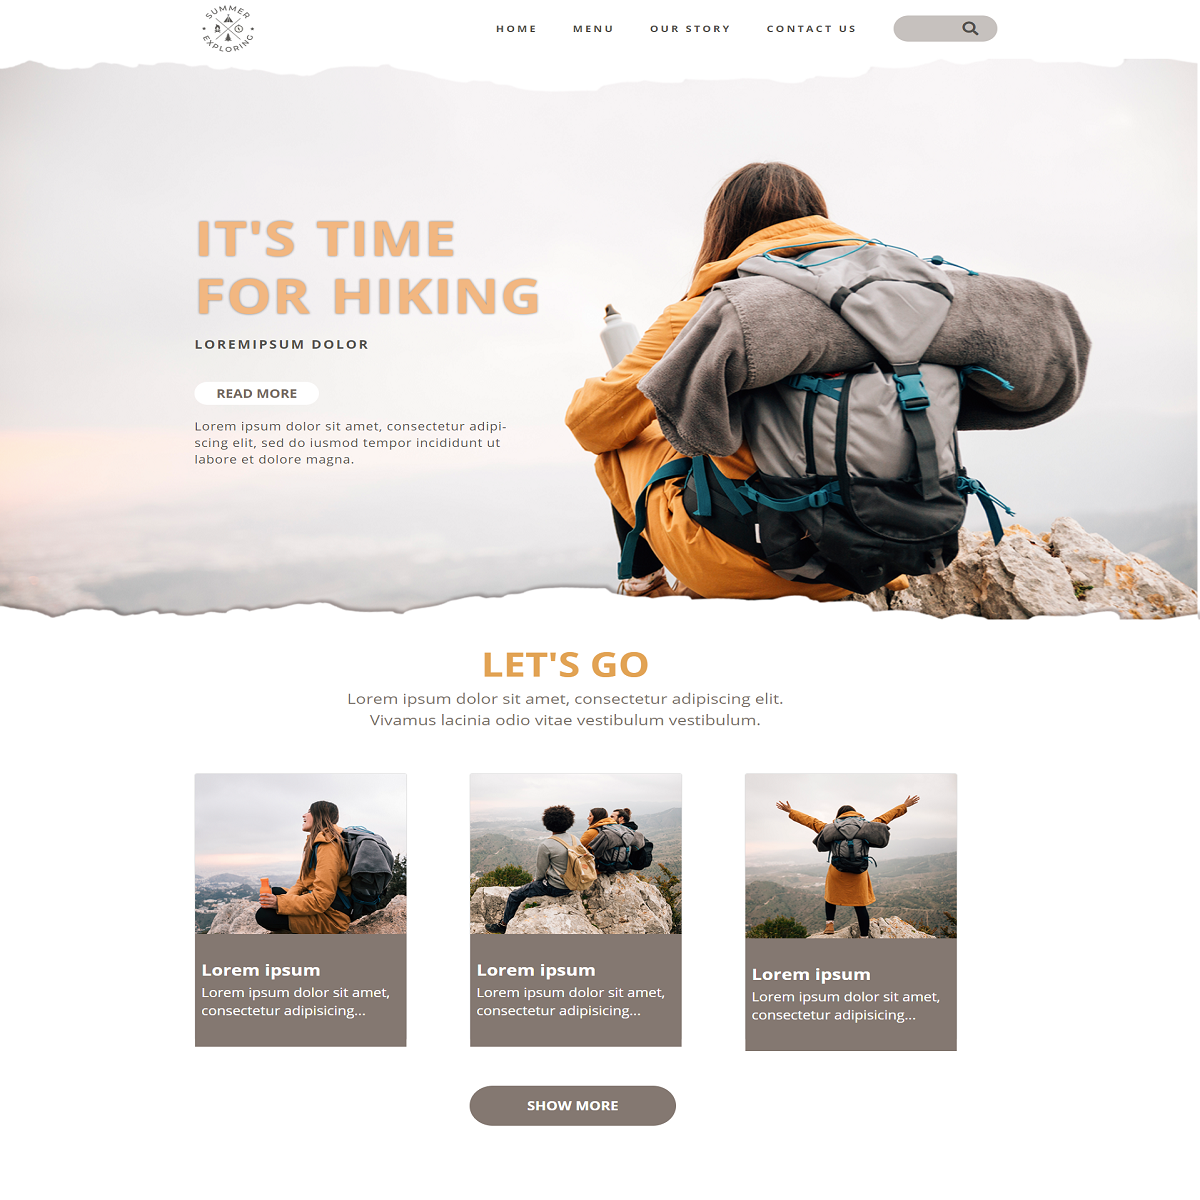 SUMMER
EXPLORING
HOME MENU OUR STORY CONTACT US
IT'S TIME
FOR HIKING
LOREMIPSUM DOLOR
READ MORE
Lorem ipsum dolor sit amet, consectetur adipi-
scing elit, sed do iusmod tempor incididunt ut
labore et dolore magna.
LET'S GO
Lorem ipsum dolor sit amet, consectetur adipiscing elit.
Vivamus lacinia odio vitae vestibulum vestibulum.
Lorem ipsum
Lorem ipsum dolor sit amet,
consectetur adipisicing...
Lorem ipsum
Lorem ipsum dolor sit amet,
consectetur adipisicing...
Lorem ipsum
Lorem ipsum dolor sit amet,
consectetur adipisicing...
SHOW MORE